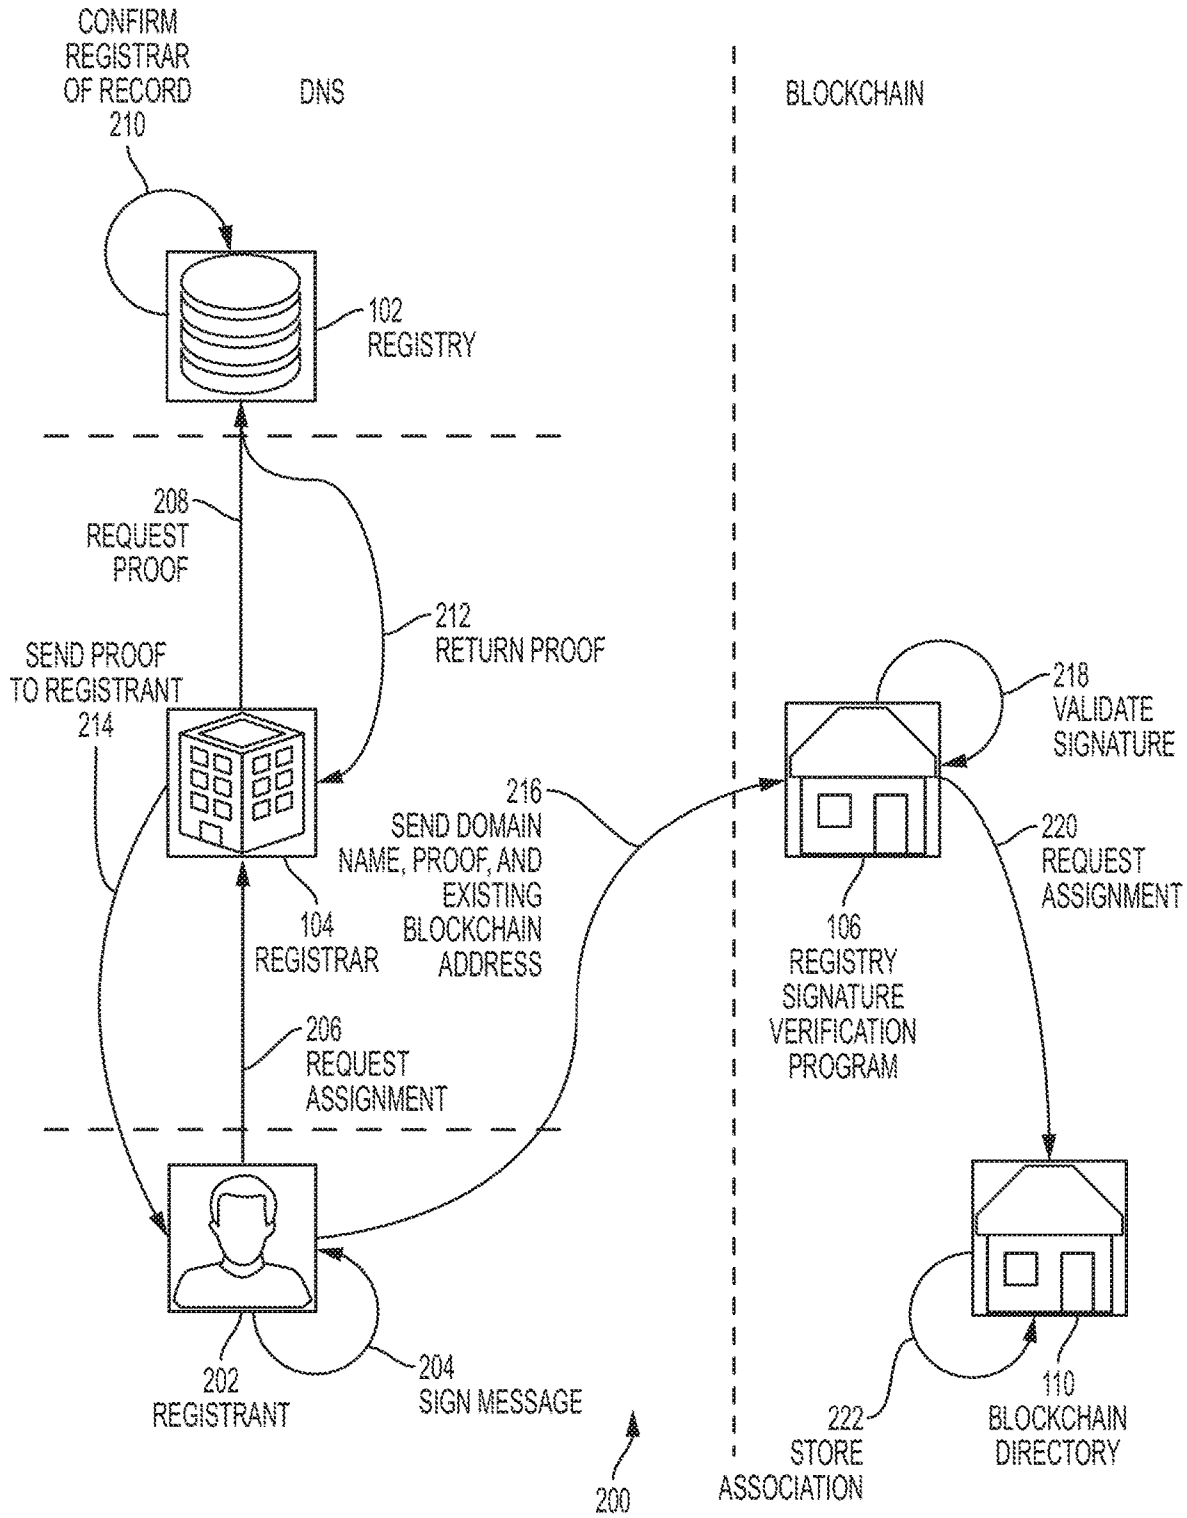 CONFIRM
REGISTRAR
OF RECORD
210
DNS
BLOCKCHAIN
102
REGISTRY
208
REQUEST
PROOF
212
RETURN PROOF
SEND PROOF
TO REGISTRANT
214
104
REGISTRAR
216
SEND DOMAIN
NAME, PROOF, AND
EXISTING
BLOCKCHAIN
ADDRESS
218
VALIDATE
SIGNATURE
220
REQUEST
ASSIGNMENT
106
REGISTRY
SIGNATURE
VERIFICATION
PROGRAM
206
REQUEST
ASSIGNMENT
202
REGISTRANT
204
SIGN MESSAGE
200
222
STORE
ASSOCIATION
110
BLOCKCHAIN
DIRECTORY